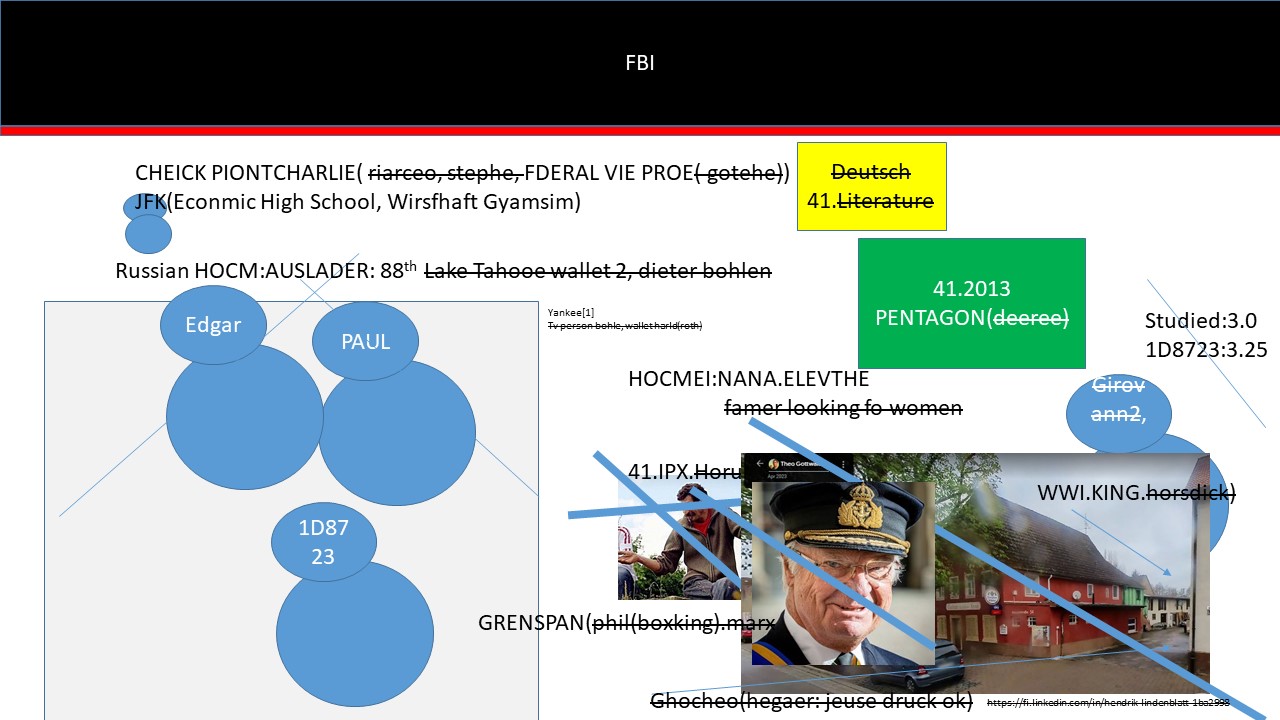 FBI
CHEICK PIONTCHARLIE( riarceo, stephe, FDERAL VIE PROE( gotehe))
JFK(Econmic High School, Wirsfhaft Gyamsim)
Deutsch
41.Literature
Russian HOCM:AUSLADER: 88th Lake Tahooe wallet 2, dieter bohlen
41.2013
PENTAGON(deeree)
Edgar
PAUL
Yankee[1]
Tv person bohle, wallet harld(roth)
Studied:3.0
1D8723:3.25
HOCMEI:NANA.ELEVTHE
famer looking fo women
Girov
ann2,
41.IPX.Horu
Theo Gottwa
Apr 2023
WWI.KING.horsdick)
1D87
23
GRENSPAN(phil(boxking).marx
Ghocheo(hegaer: jeuse druck ok)
https://fi.linkedin.com/in/hendrik-lindenblatt-1ba2998